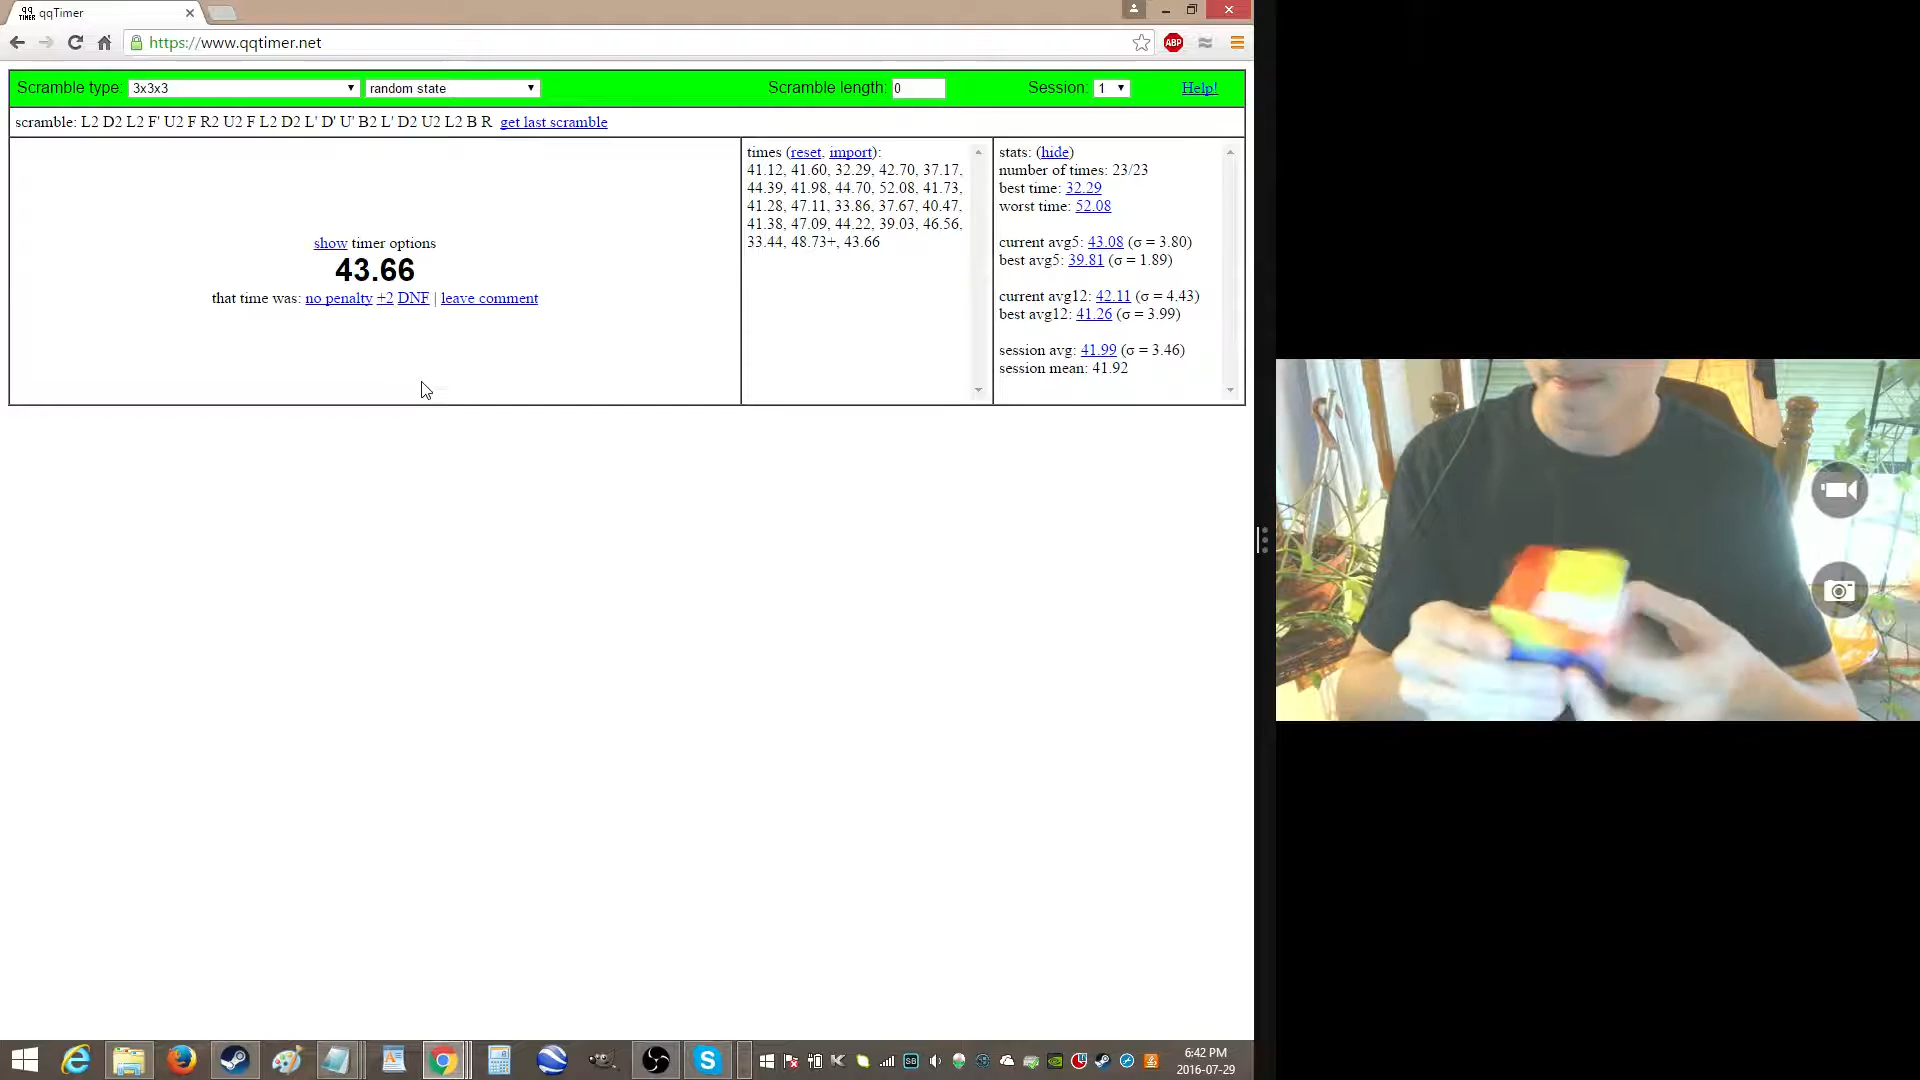 qqTimer
https://www.qqtimer.net
ABP
Scramble type: 3x3x3 random state Scramble length: 0 Session: 1 Help!
scramble: L2 D2 L2 F' U2 F R2 U2 F L2 D2 L' D' U' B2 L' D2 U2 L2 B R get last scramble
show timer options
43.66
that time was: no penalty +2 DNF | leave comment
times (reset, import):
41.12, 41.60, 32.29, 42.70, 37.17,
44.39, 41.98, 44.70, 52.08, 41.73,
41.28, 47.11, 33.86, 37.67, 40.47,
41.38, 47.09, 44.22, 39.03, 46.56,
33.44, 48.73+, 43.66
stats: (hide)
number of times: 23/23
best time: 32.29
worst time: 52.08
current avg5: 43.08 (σ = 3.80)
best avg5: 39.81 (σ = 1.89)
current avg12: 42.11 (σ = 4.43)
best avg12: 41.26 (σ = 3.99)
session avg: 41.99 (σ = 3.46)
session mean: 41.92
6:42 PM
2016-07-29